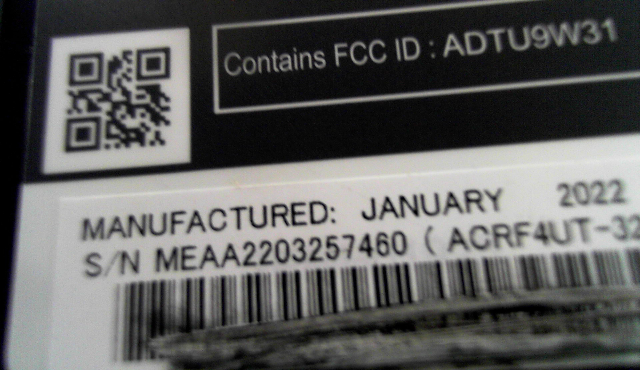 Contains FCC ID : ADTU9W31
MANUFACTURED: JANUARY 2022
S/N MEAA2203257460 ( ACRF4UT-32